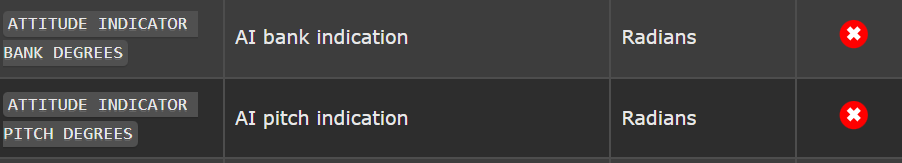 ATTITUDE INDICATOR
BANK DEGREES
AI bank indication
Radians
ATTITUDE INDICATOR
PITCH DEGREES
AI pitch indication
Radians